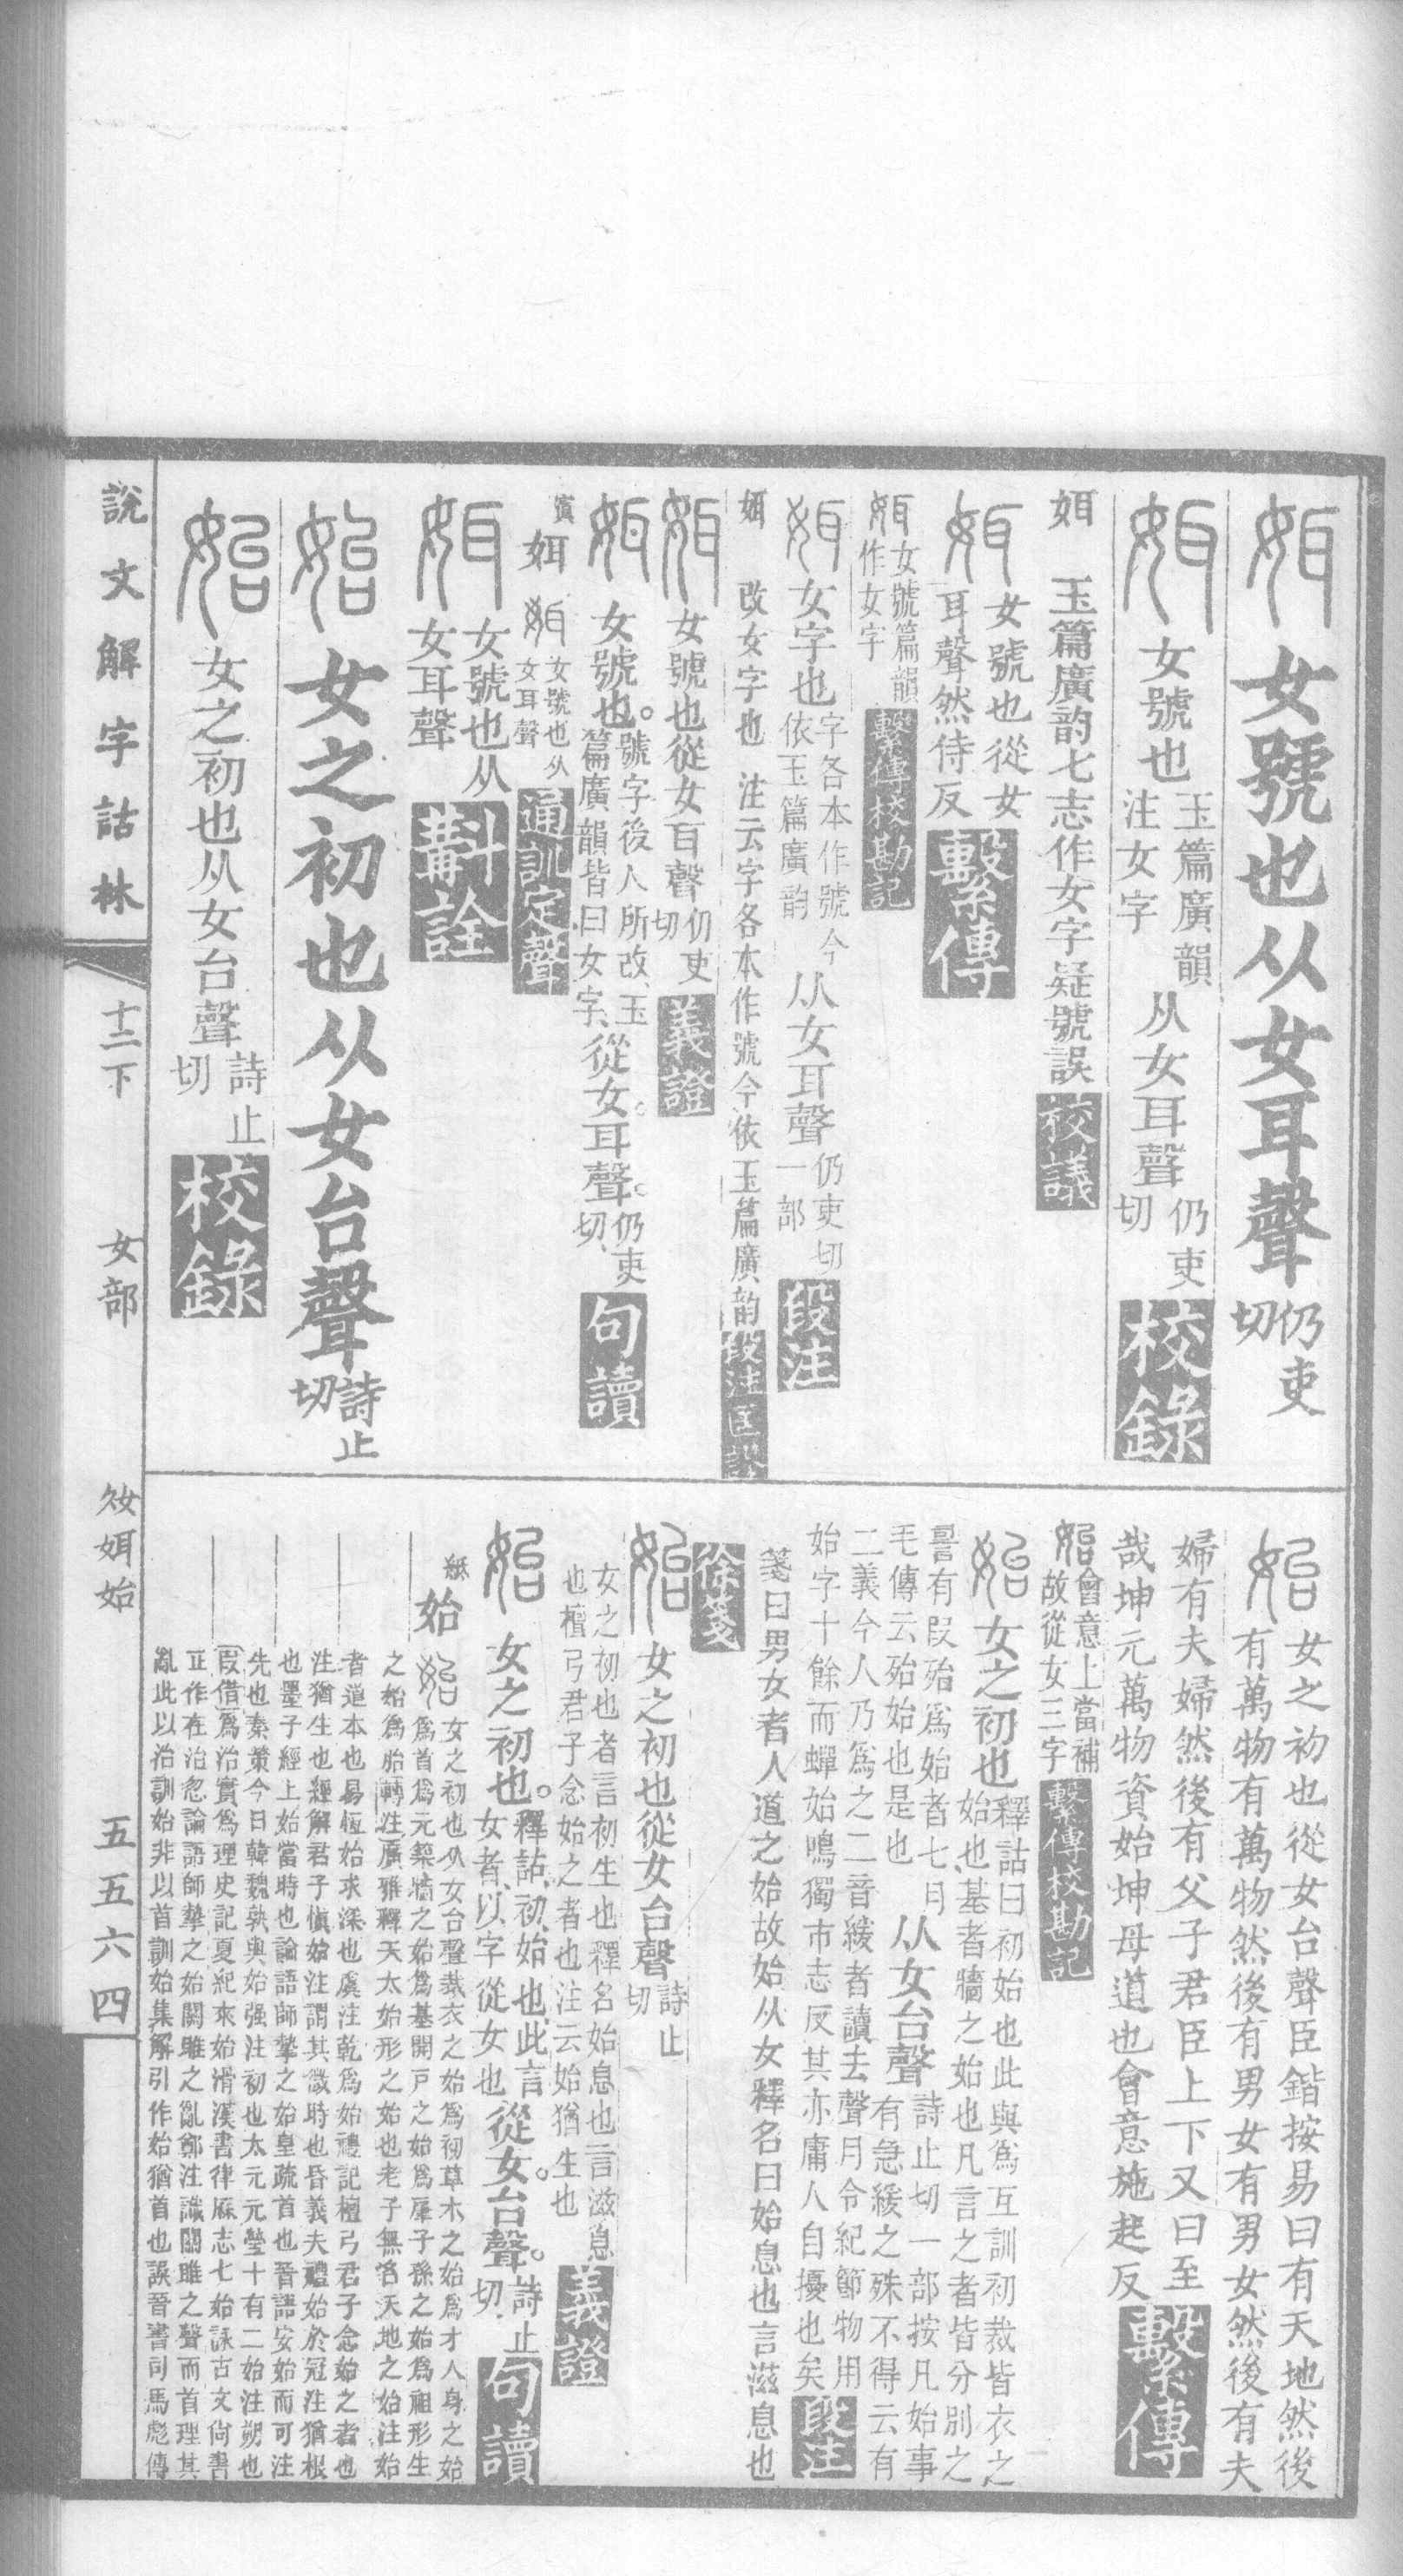 女號也从女耳聲仍吏切
女號也玉篇廣韻注女字从女耳聲仍吏切校錄
姐玉篇廣韵七志作女字疑號誤校議
女號也從女耳聲然侍反繫傳
女號篇韻作女字繫傳校勘記
女字也字各本作號今依玉篇廣韵从女耳聲仍吏切一部段注
姆改女字也注云字各本作號今依玉篇廣韵段注匡謬
女號也從女耳聲仍吏切義證
女號也號字後人所改玉篇廣韻皆曰女字從女耳聲仍吏切句讀
娸女號也从女耳聲通訓定聲
女號也从女耳聲斠詮
女之初也从女台聲詩止切
女之初也从女台聲詩止切校錄
女之初也從女台聲臣鍇按易曰有天地然後
有萬物有萬物然後有男女有男女然後有夫
婦有夫婦然後有父子君臣上下又曰至
哉坤元萬物資始坤母道也會意施起反繫傳
會意上當補故從女三字繫傳校勘記
女之初也釋詁曰初始也此與爲互訓初裁皆衣之始也基者牆之始也凡言之者皆分別之
䛐有叚殆爲始者七月毛傳云殆始也是也从女台聲詩止切一部按凡始事有急緩之殊不得云有
二義今人乃爲之二音緩者讀去聲月令紀節物用始字十餘而蟬始鳴獨市志反其亦庸人自擾也矣段注
箋曰男女者人道之始故始从女釋名曰始息也言滋息也
徐箋
女之初也從女台聲詩止切
女之初也者言初生也釋名始息也言滋息也檀弓君子念始之者也注云始猶生也義證
女之初也釋詁初始也此言女者以字從女也從女台聲詩止切句讀
始女之初也从女台聲裁衣之始爲初草木之始爲才人身之始
爲首爲元築牆之始爲基開戶之始爲肈子孫之始爲祖形生
之始爲胎轉注廣雅釋天太始形之始也老子無名天地之始注始
者道本也易恆始求深也虞注乾爲始禮記檀弓君子念始之者也
注猶生也經解君子愼始注謂其微時也昏義夫禮始於冠注猶根
也墨子經上始當時也論語師摯之始皇疏首也晉語安始而可注
先也秦策今日韓魏孰與始强注初也太元元瑩十有二始注朔也
叚借爲治實爲理史記夏紀來始滑漢書律厤志七始詠古文尙書
正作在治忽論語師摯之始關雎之亂鄭注識關雎之聲而首理其
亂此以治訓始非以首訓始集解引作始猶首也誤晉書司馬彪傳
說文解字詁林
十二下
女部
始
五五六四